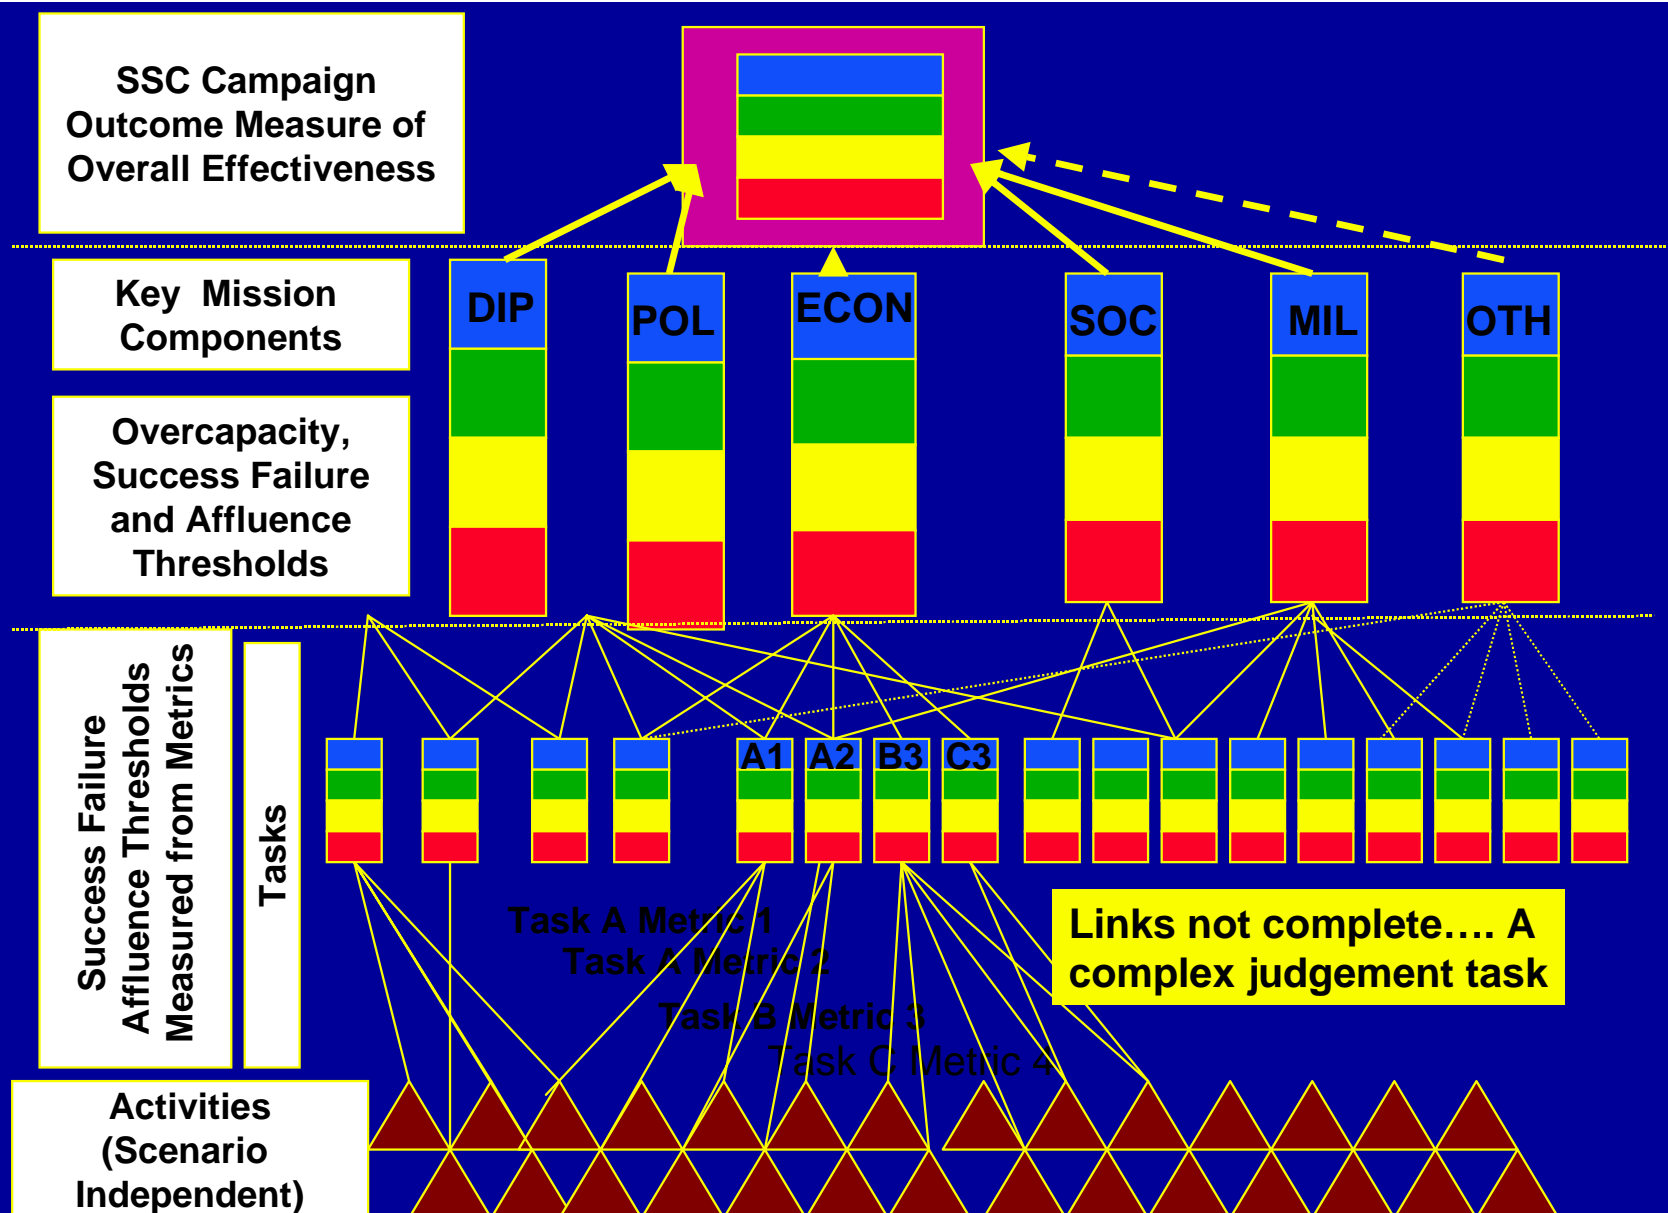 SSC Campaign
Outcome Measure of
Overall Effectiveness
Key Mission
Components
DIP
POL
ECON
SOC
MIL
OTH
Overcapacity,
Success Failure
and Affluence
Thresholds
Success Failure
Affluence Thresholds
Measured from Metrics
Tasks
A1
A2
B3
C3
Task A Metric 1
Task A Metric 2
Task B Metric 3
Task C Metric 4
Links not complete…. A
complex judgement task
Activities
(Scenario
Independent)